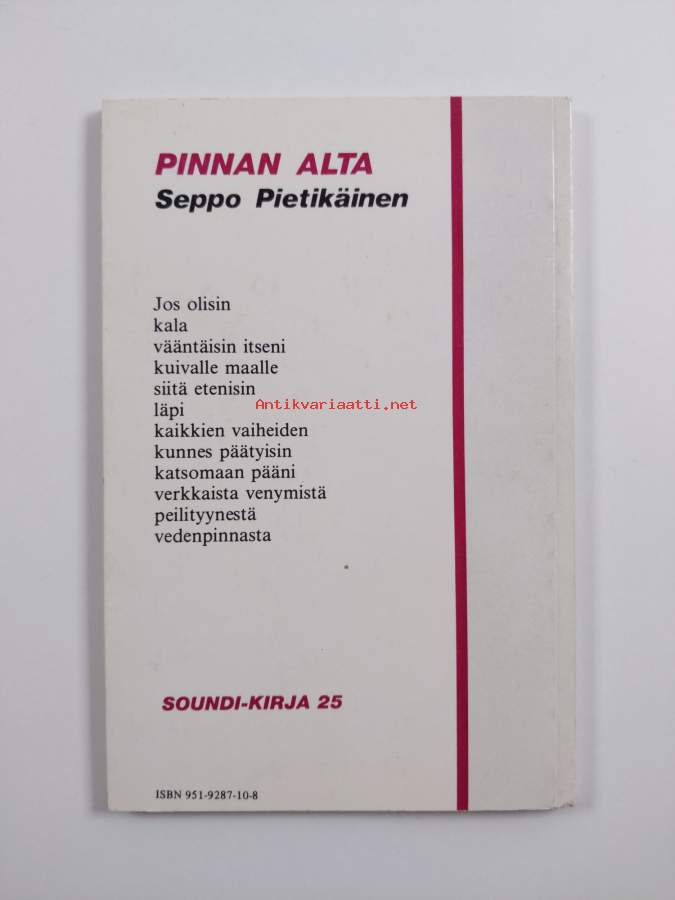 PINNAN ALTA
Seppo Pietikäinen
Jos olisin
kala
vääntäisin itseni
kuivalle maalle
siitä etenisin
läpi
kaikkien vaiheiden
kunnes päätyisin
katsomaan pääni
verkkaista venymistä
peilityynestä
vedenpinnasta
Antikvariaatti.net
SOUNDI-KIRJA 25
ISBN 951-9287-10-8